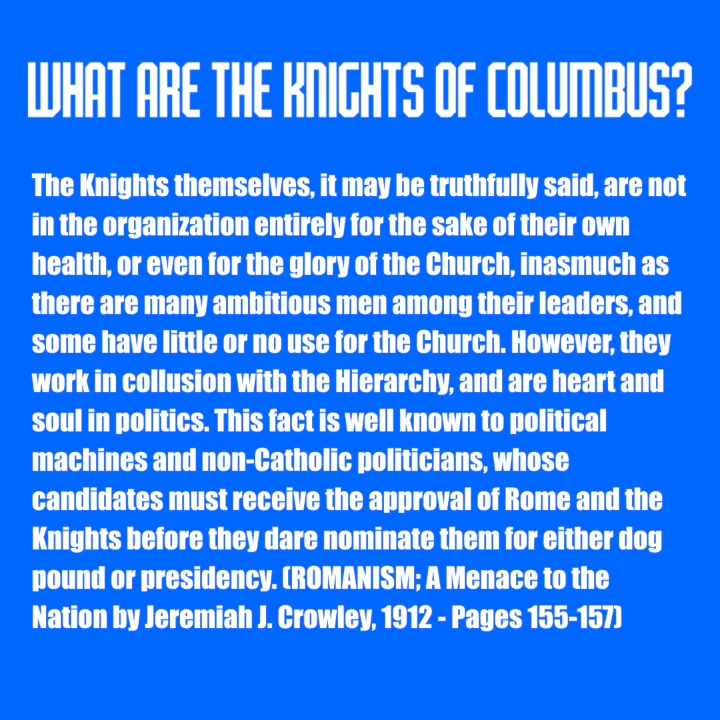 WHAT ARE THE KNIGHTS OF COLUMBUS?
The Knights themselves, it may be truthfully said, are not
in the organization entirely for the sake of their own
health, or even for the glory of the Church, inasmuch as
there are many ambitious men among their leaders, and
some have little or no use for the Church. However, they
work in collusion with the Hierarchy, and are heart and
soul in politics. This fact is well known to political
machines and non-Catholic politicians, whose
candidates must receive the approval of Rome and the
Knights before they dare nominate them for either dog
pound or presidency. (ROMANISM; A Menace to the
Nation by Jeremiah J. Crowley, 1912 - Pages 155-157)